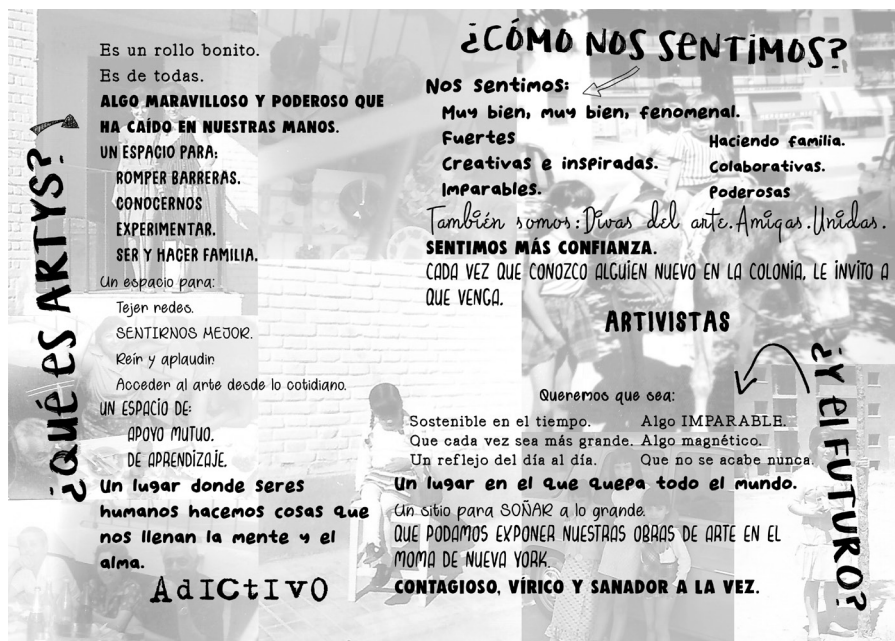 ¿QUÉ ES ARTYS?
Es un rollo bonito.
Es de todas.
ALGO MARAVILLOSO Y PODEROSO QUE
HA CAÍDO EN NUESTRAS MANOS.
UN ESPACIO PARA:
ROMPER BARRERAS.
CONOCERNOS
EXPERIMENTAR.
SER Y HACER FAMILIA.
Un espacio para:
Tejer redes.
SENTIRNOS MEJOR.
Reír y aplaudir.
Acceder al arte desde lo cotidiano.
UN ESPACIO DE:
APOYO MUTUO.
DE APRENDIZAJE.
Un lugar donde seres
humanos hacemos cosas que
nos llenan la mente y el
alma.
AdICtIVO
¿CÓMO NOS SENTIMOS?
Nos sentimos:
Muy bien, muy bien, fenomenal.
Fuertes
Creativas e inspiradas.
Imparables.
Haciendo familia.
Colaborativas.
Poderosas
También somos: Divas del arte. Amigas. Unidas.
SENTIMOS MÁS CONFIANZA.
CADA VEZ QUE CONOZCO ALGUIEN NUEVO EN LA COLONIA, LE INVITO A
QUE VENGA.
ARTIVISTAS
¿Y El FUTURO?
Queremos que sea:
Sostenible en el tiempo.
Que cada vez sea más grande.
Un reflejo del día al día.
Algo IMPARABLE.
Algo magnético.
Que no se acabe nunca.
Un lugar en el que quepa todo el mundo.
Un sitio para SOÑAR a lo grande.
QUE PODAMOS EXPONER NUESTRAS OBRAS DE ARTE EN EL
MOMA DE NUEVA YORK.
CONTAGIOSO, VÍRICO Y SANADOR A LA VEZ.